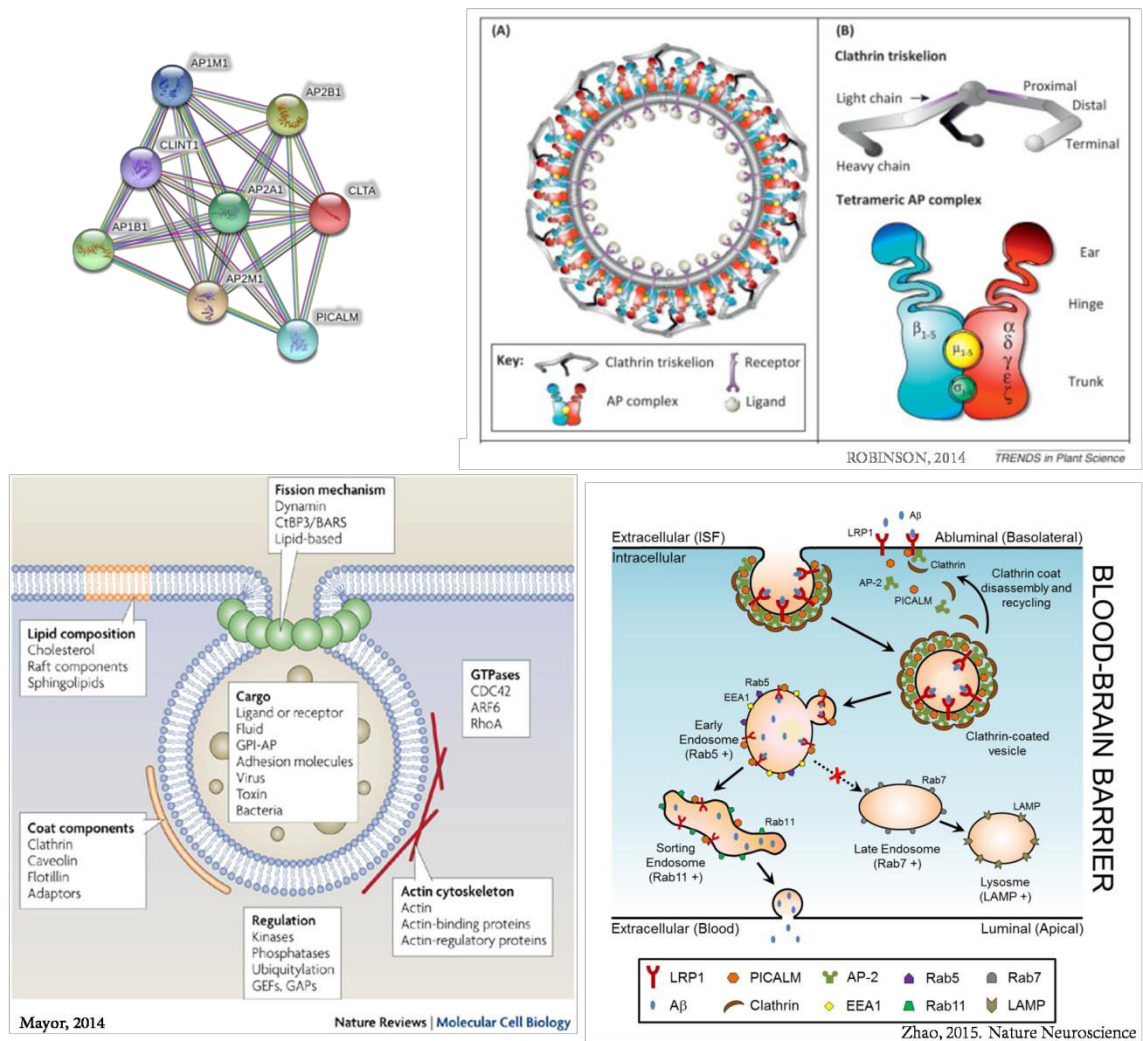 AP1M1
AP2B1
CLINT1
AP2A1
CLTA
AP1B1
AP2M1
PICALM
(A)
Key:
Clathrin triskelion
Receptor
AP complex
Ligand
(B)
Clathrin triskelion
Light chain
Proximal
Distal
Terminal
Heavy chain
Tetrameric AP complex
Ear
Hinge
Trunk
β1-5
μ1-5
α
δ
γ
ε
ζ
ROBINSON, 2014
TRENDS in Plant Science
Fission mechanism
Dynamin
CtBP3/BARS
Lipid-based
Lipid composition
Cholesterol
Raft components
Sphingolipids
GTPases
CDC42
ARF6
RhoA
Cargo
Ligand or receptor
Fluid
GPI-AP
Adhesion molecules
Virus
Toxin
Bacteria
Coat components
Clathrin
Caveolin
Flotillin
Adaptors
Actin cytoskeleton
Actin
Actin-binding proteins
Actin-regulatory proteins
Regulation
Kinases
Phosphatases
Ubiquitylation
GEFs, GAPs
Mayor, 2014
Nature Reviews | Molecular Cell Biology
Extracellular (ISF)
Intracellular
LRP1
Aβ
Abluminal (Basolateral)
Clathrin
AP-2
PICALM
Clathrin coat
disassembly and
recycling
Clathrin-coated
vesicle
Rab5
EEA1
Early
Endosome
(Rab5 +)
Rab11
Sorting
Endosome
(Rab11 +)
Rab7
Late Endosome
(Rab7 +)
LAMP
Lysosme
(LAMP +)
Extracellular (Blood)
Luminal (Apical)
BLOOD-BRAIN BARRIER
LRP1 PICALM AP-2 Rab5 Rab7
Aβ Clathrin EEA1 Rab11 LAMP
Zhao, 2015. Nature Neuroscience